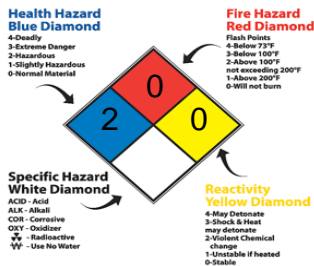 Health Hazard
Blue Diamond
4-Deadly
3-Extreme Danger
2-Hazardous
1-Slightly Hazardous
0-Normal Material
Fire Hazard
Red Diamond
Flash Points
4-Below 73°F
3-Below 100°F
2-Above 100°F
not exceeding 200°F
1-Above 200°F
0-Will not burn
0
2
0
Specific Hazard
White Diamond
ACID - Acid
ALK - Alkali
COR - Corrosive
OXY - Oxidizer
- Radioactive
W - Use No Water
Reactivity
Yellow Diamond
4-May Detonate
3-Shock & Heat
may detonate
2-Violent Chemical
change
1-Unstable if heated
0-Stable